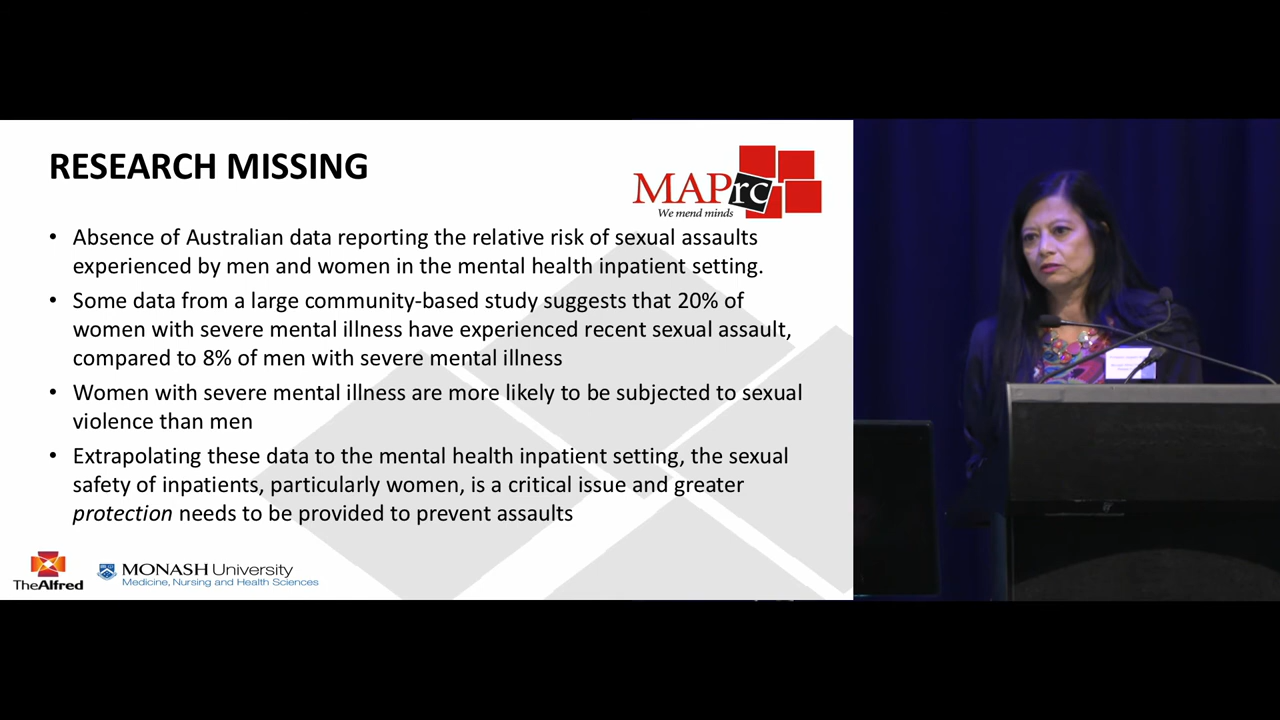 RESEARCH MISSING
MAPrc
We mend minds
• Absence of Australian data reporting the relative risk of sexual assaults
experienced by men and women in the mental health inpatient setting.
• Some data from a large community-based study suggests that 20% of
women with severe mental illness have experienced recent sexual assault,
compared to 8% of men with severe mental illness
• Women with severe mental illness are more likely to be subjected to sexual
violence than men
• Extrapolating these data to the mental health inpatient setting, the sexual
safety of inpatients, particularly women, is a critical issue and greater
protection needs to be provided to prevent assaults
TheAlfred
MONASH University
Medicine, Nursing and Health Sciences